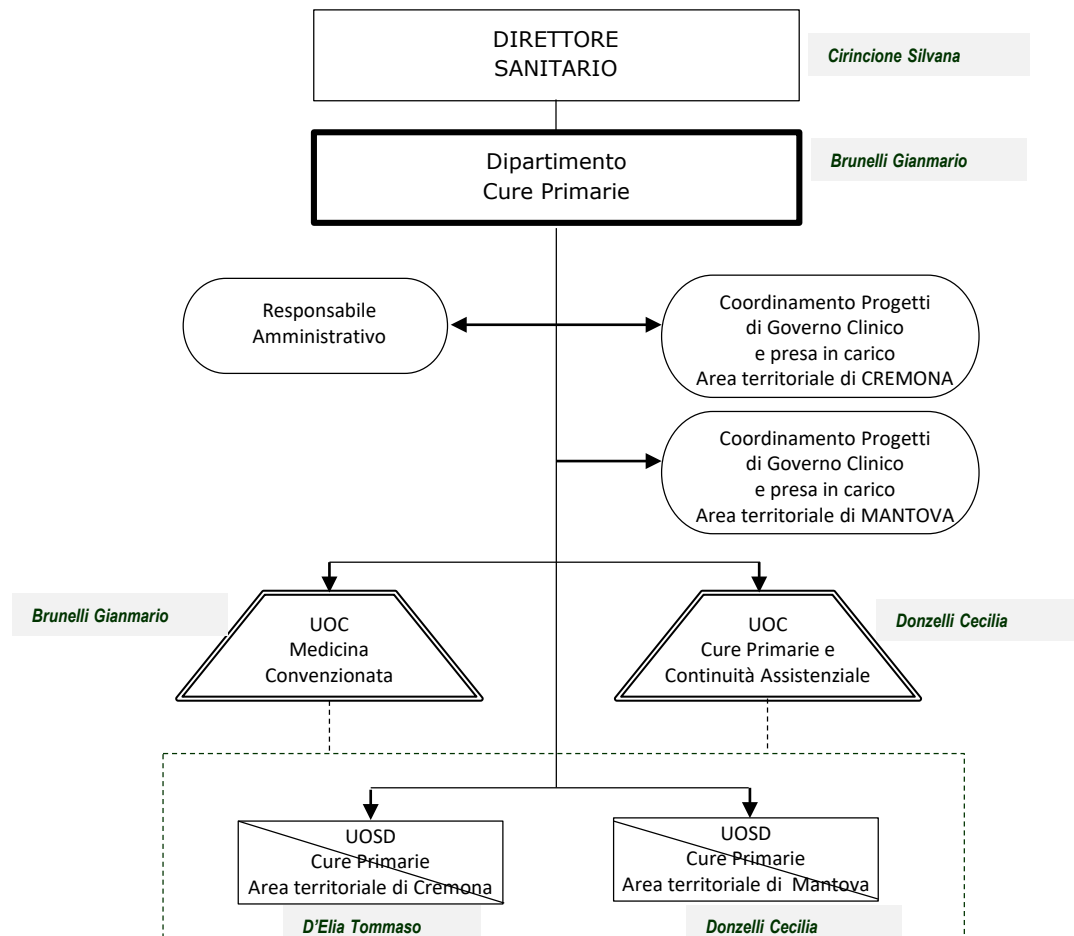 DIRETTORE
SANITARIO
Cirincione Silvana
Dipartimento
Cure Primarie
Brunelli Gianmario
Responsabile
Amministrativo
Coordinamento Progetti
di Governo Clinico
e presa in carico
Area territoriale di CREMONA
Coordinamento Progetti
di Governo Clinico
e presa in carico
Area territoriale di MANTOVA
Brunelli Gianmario
UOC
Medicina
Convenzionata
UOC
Cure Primarie e
Continuità Assistenziale
Donzelli Cecilia
UOSD
Cure Primarie
Area territoriale di Cremona
D'Elia Tommaso
UOSD
Cure Primarie
Area territoriale di Mantova
Donzelli Cecilia